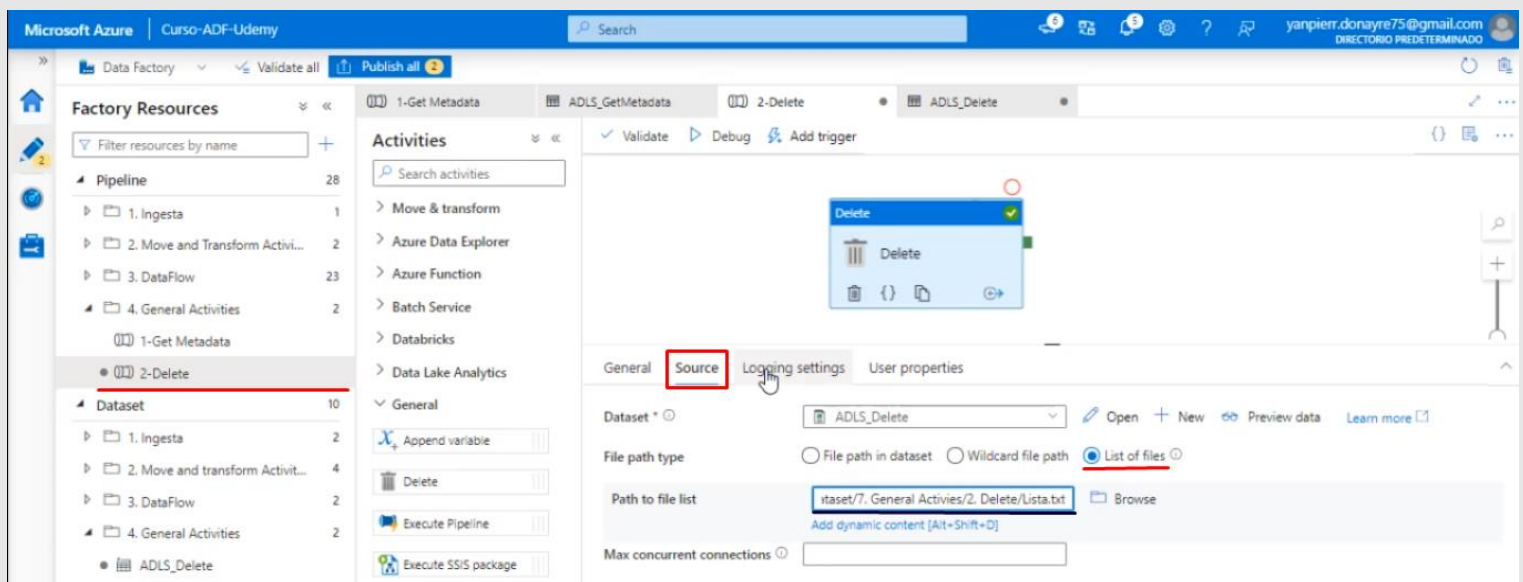 Microsoft Azure Curso-ADF-Udemy Search 6 5 yanpierr.donayre75@gmail.com
DIRECTORIO PREDETERMINADO
Data Factory Validate all Publish all 2
Factory Resources
Filter resources by name
2
Pipeline 28
1. Ingesta 1
2. Move and Transform Activi... 2
3. DataFlow 23
4. General Activities 2
1-Get Metadata
2-Delete
Dataset 10
1. Ingesta 2
2. Move and transform Activit... 4
3. DataFlow 2
4. General Activities 2
ADLS_Delete
1-Get Metadata ADLS_GetMetadata 2-Delete ADLS_Delete
Activities
Search activities
Move & transform
Azure Data Explorer
Azure Function
Batch Service
Databricks
Data Lake Analytics
General
Append variable
Delete
Execute Pipeline
Execute SSIS package
Validate Debug Add trigger
Delete
Delete
General Source Logging settings User properties
Dataset * ADLS_Delete Open New Preview data Learn more
File path type File path in dataset Wildcard file path List of files
Path to file list itaset/7. General Activies/2. Delete/Lista.txt Browse
Add dynamic content [Alt+Shift+D]
Max concurrent connections